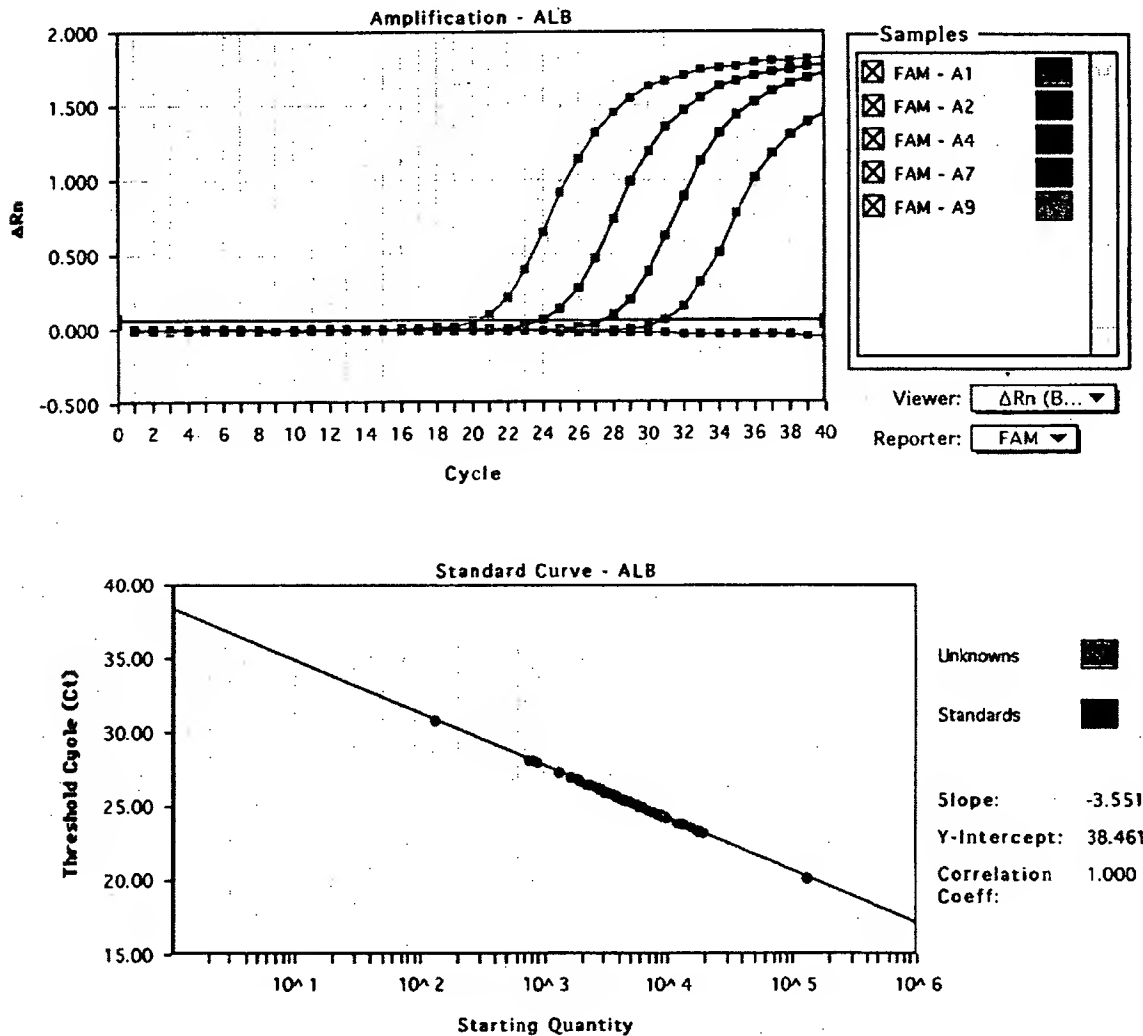 Amplification - ALB
2.000
1.500
1.000
0.500
0.000
-0.500
ΔRn
0 2 4 6 8 10 12 14 16 18 20 22 24 26 28 30 32 34 36 38 40
Cycle
Samples
FAM - A1
FAM - A2
FAM - A4
FAM - A7
FAM - A9
Viewer: ΔRn (B... ▼
Reporter: FAM ▼
Standard Curve - ALB
40.00
35.00
30.00
25.00
20.00
15.00
Threshold Cycle (Ct)
10^1 10^2 10^3 10^4 10^5 10^6
Starting Quantity
Unknowns
Standards
Slope: -3.551
Y-Intercept: 38.461
Correlation 1.000
Coeff: